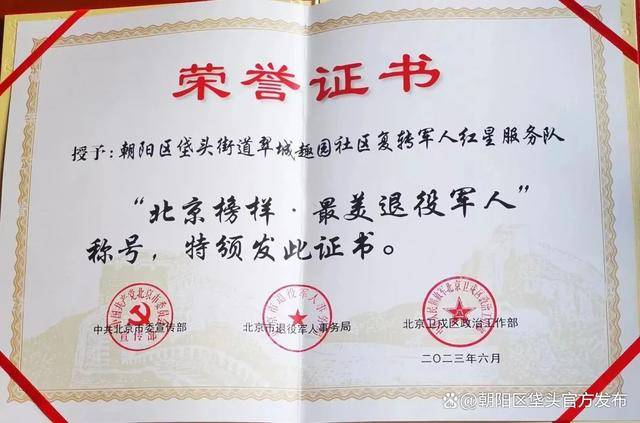 荣誉证书
授予：朝阳区垡头街道翠城趣园社区复转军人红星服务队
“北京榜样·最美退役军人”
称号，特颁发此证书。
中共北京市委宣传部
北京市退役军人事务局
北京卫戍区政治工作部
二〇二三年六月
@朝阳区垡头官方发布